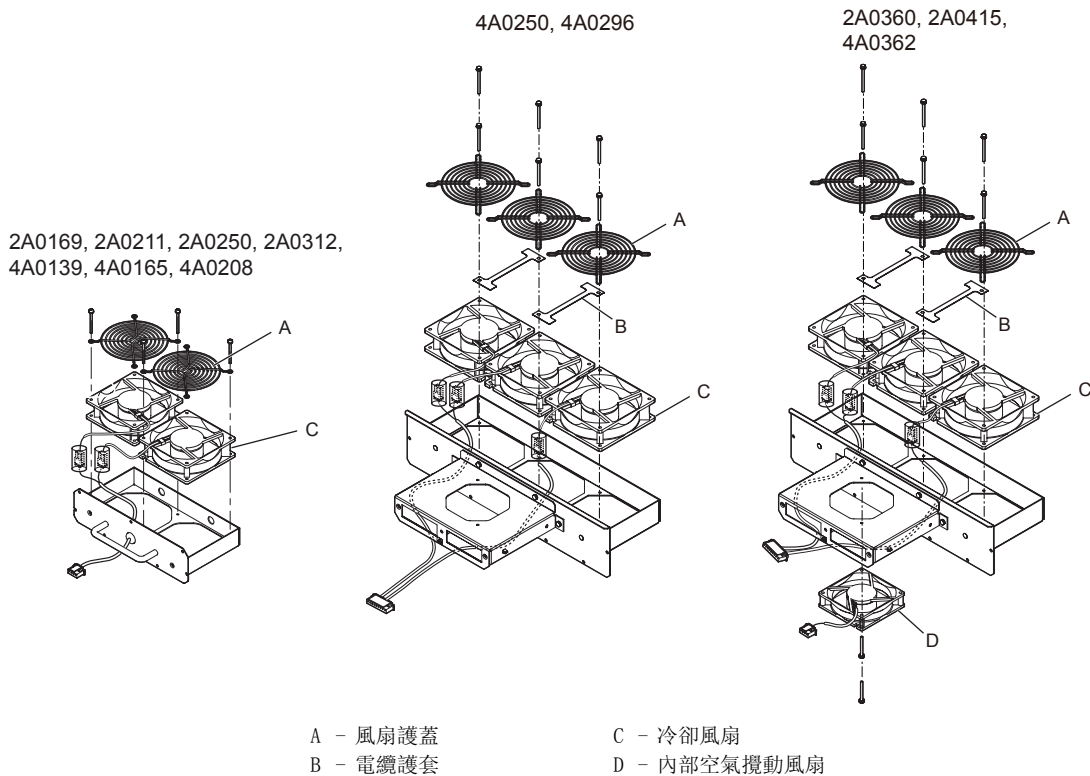 4A0250, 4A0296
2A0360, 2A0415,
4A0362
2A0169, 2A0211, 2A0250, 2A0312,
4A0139, 4A0165, 4A0208
A
C
A
B
C
A
B
C
D
A - 風扇護蓋
B - 電纜護套
C - 冷卻風扇
D - 內部空氣攪動風扇